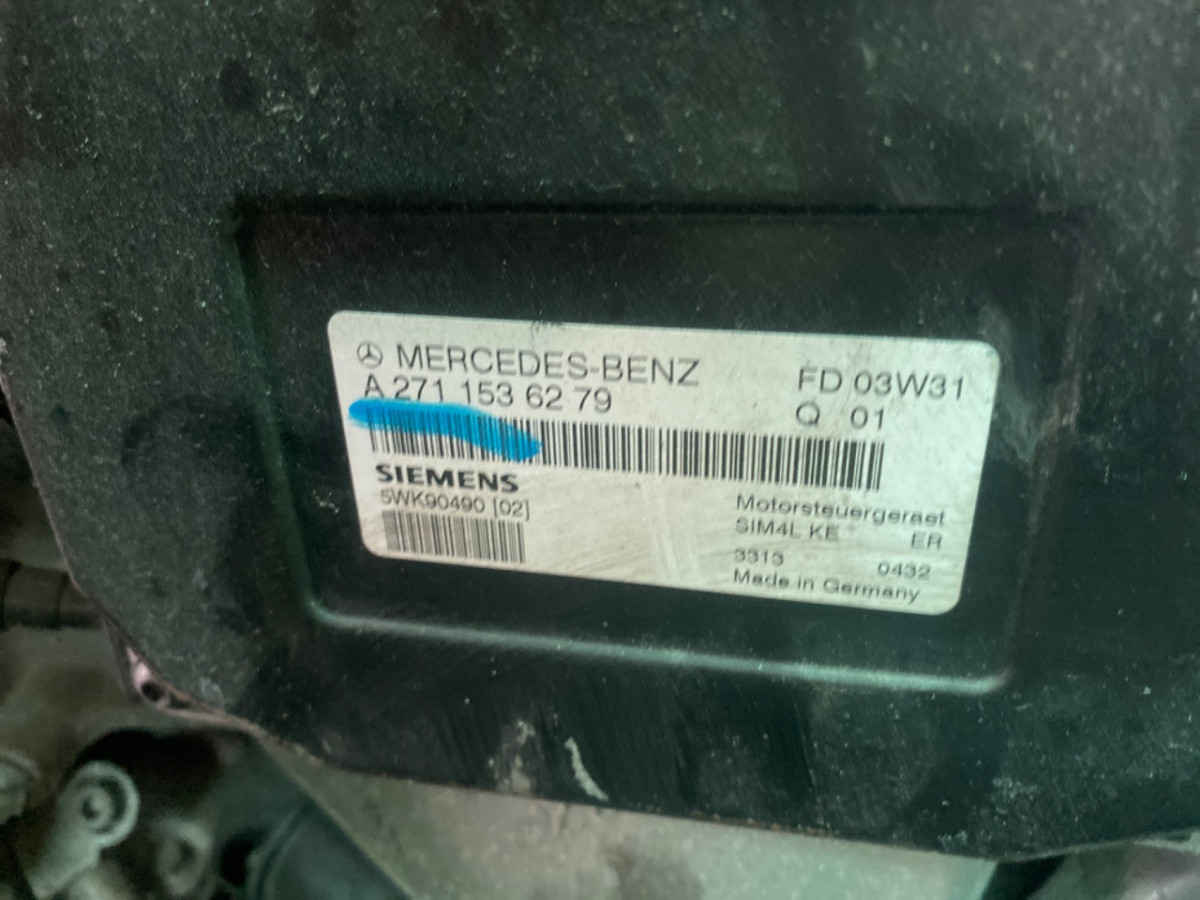 MERCEDES-BENZ FD 03W31
A 271 153 62 79 Q 01
SIEMENS
5WK90490 [02]
Motorsteuergeraet
SIM4L KE ER
3313 0432
Made in Germany